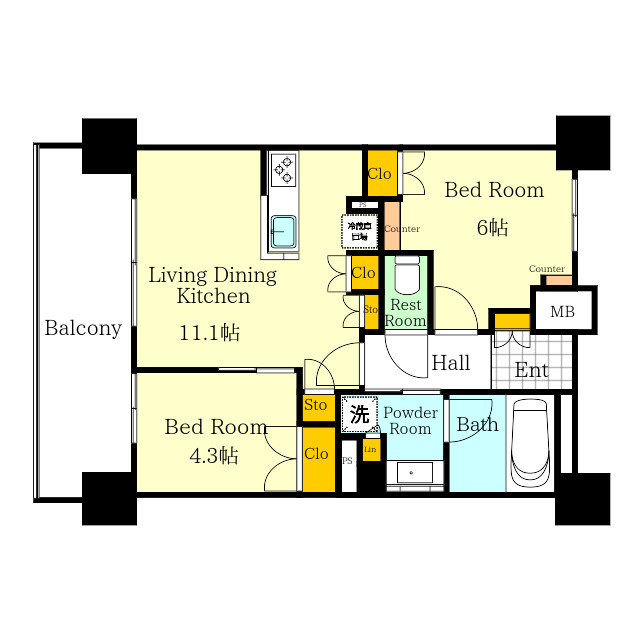 Clo
Bed Room
6帖
PS
Counter
冷蔵庫
置場
Living Dining
Kitchen
11.1帖
Clo
Counter
Sto
Rest
Room
MB
Balcony
Hall
Ent
Sto
洗
Powder
Room
Bath
Bed Room
4.3帖
Clo
PS
Lin